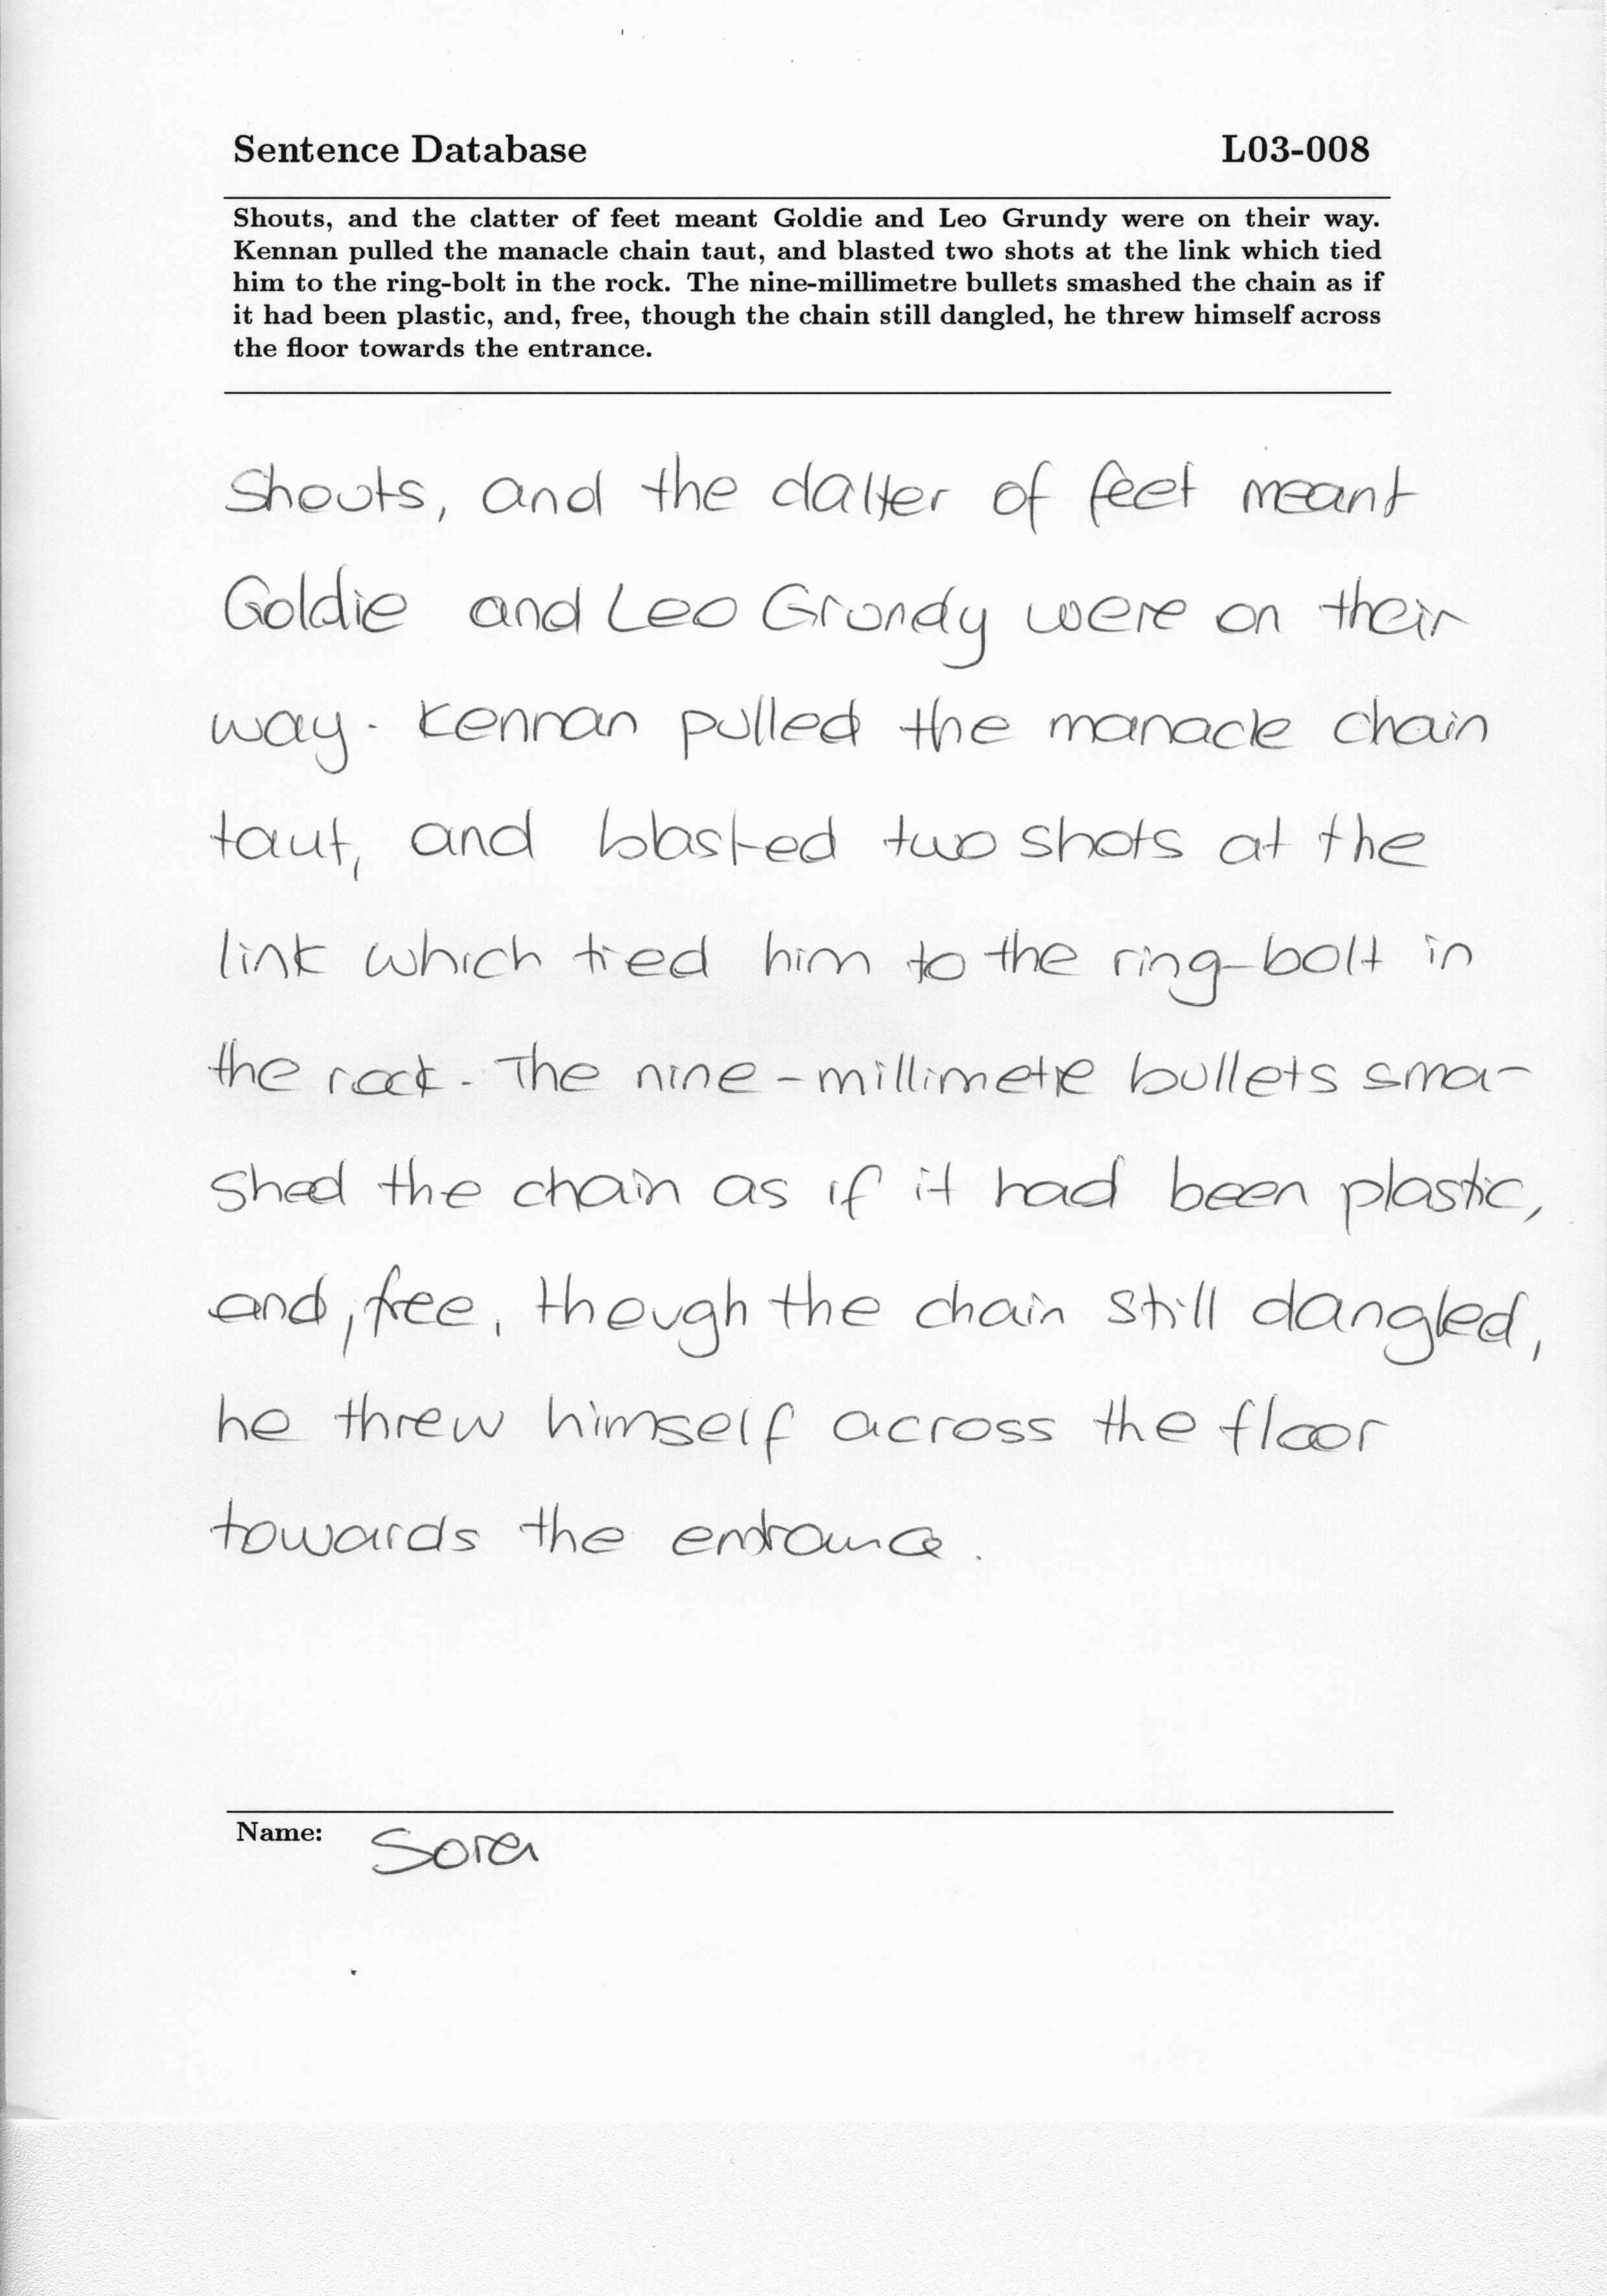 Sentence Database L03-008
Shouts, and the clatter of feet meant Goldie and Leo Grundy were on their way.
Kennan pulled the manacle chain taut, and blasted two shots at the link which tied
him to the ring-bolt in the rock. The nine-millimetre bullets smashed the chain as if
it had been plastic, and, free, though the chain still dangled, he threw himself across
the floor towards the entrance.
Shouts, and the clatter of feet meant
Goldie and Leo Grundy were on their
way. Kennan pulled the manacle chain
taut, and blasted two shots at the
link which tied him to the ring-bolt in
the rock. The nine-millimetre bullets sma-
shed the chain as if it had been plastic,
and, free, though the chain still dangled,
he threw himself across the floor
towards the entrance.
Name: